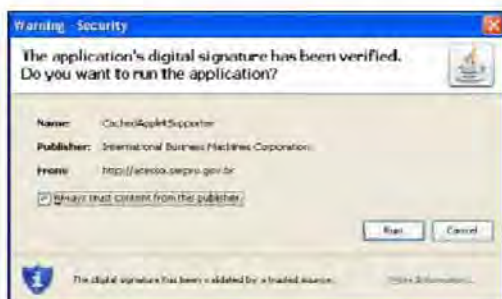 Warning - Security
The application's digital signature has been verified.
Do you want to run the application?
Name: CachedAppletSupporter
Publisher: International Business Machines Corporation
From: http://acesso.serpro.gov.br
Always trust content from this publisher.
Run Cancel
The digital signature has been validated by a trusted source. More Information...